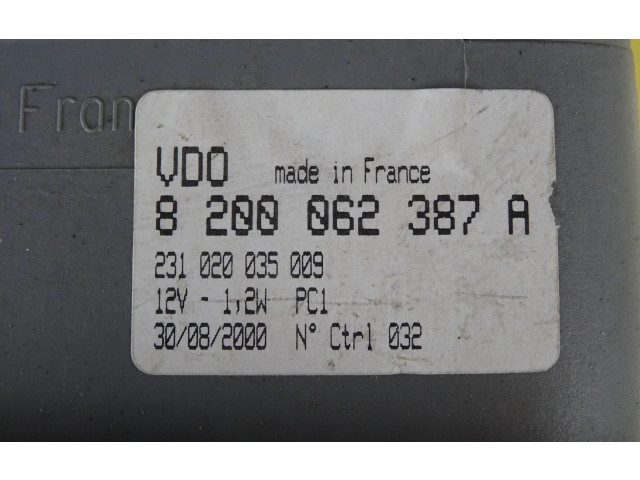 Fran
VDO made in France
8 200 062 387 A
231 020 035 009
12V - 1,2W PC1
30/08/2000 N° Ctrl 032